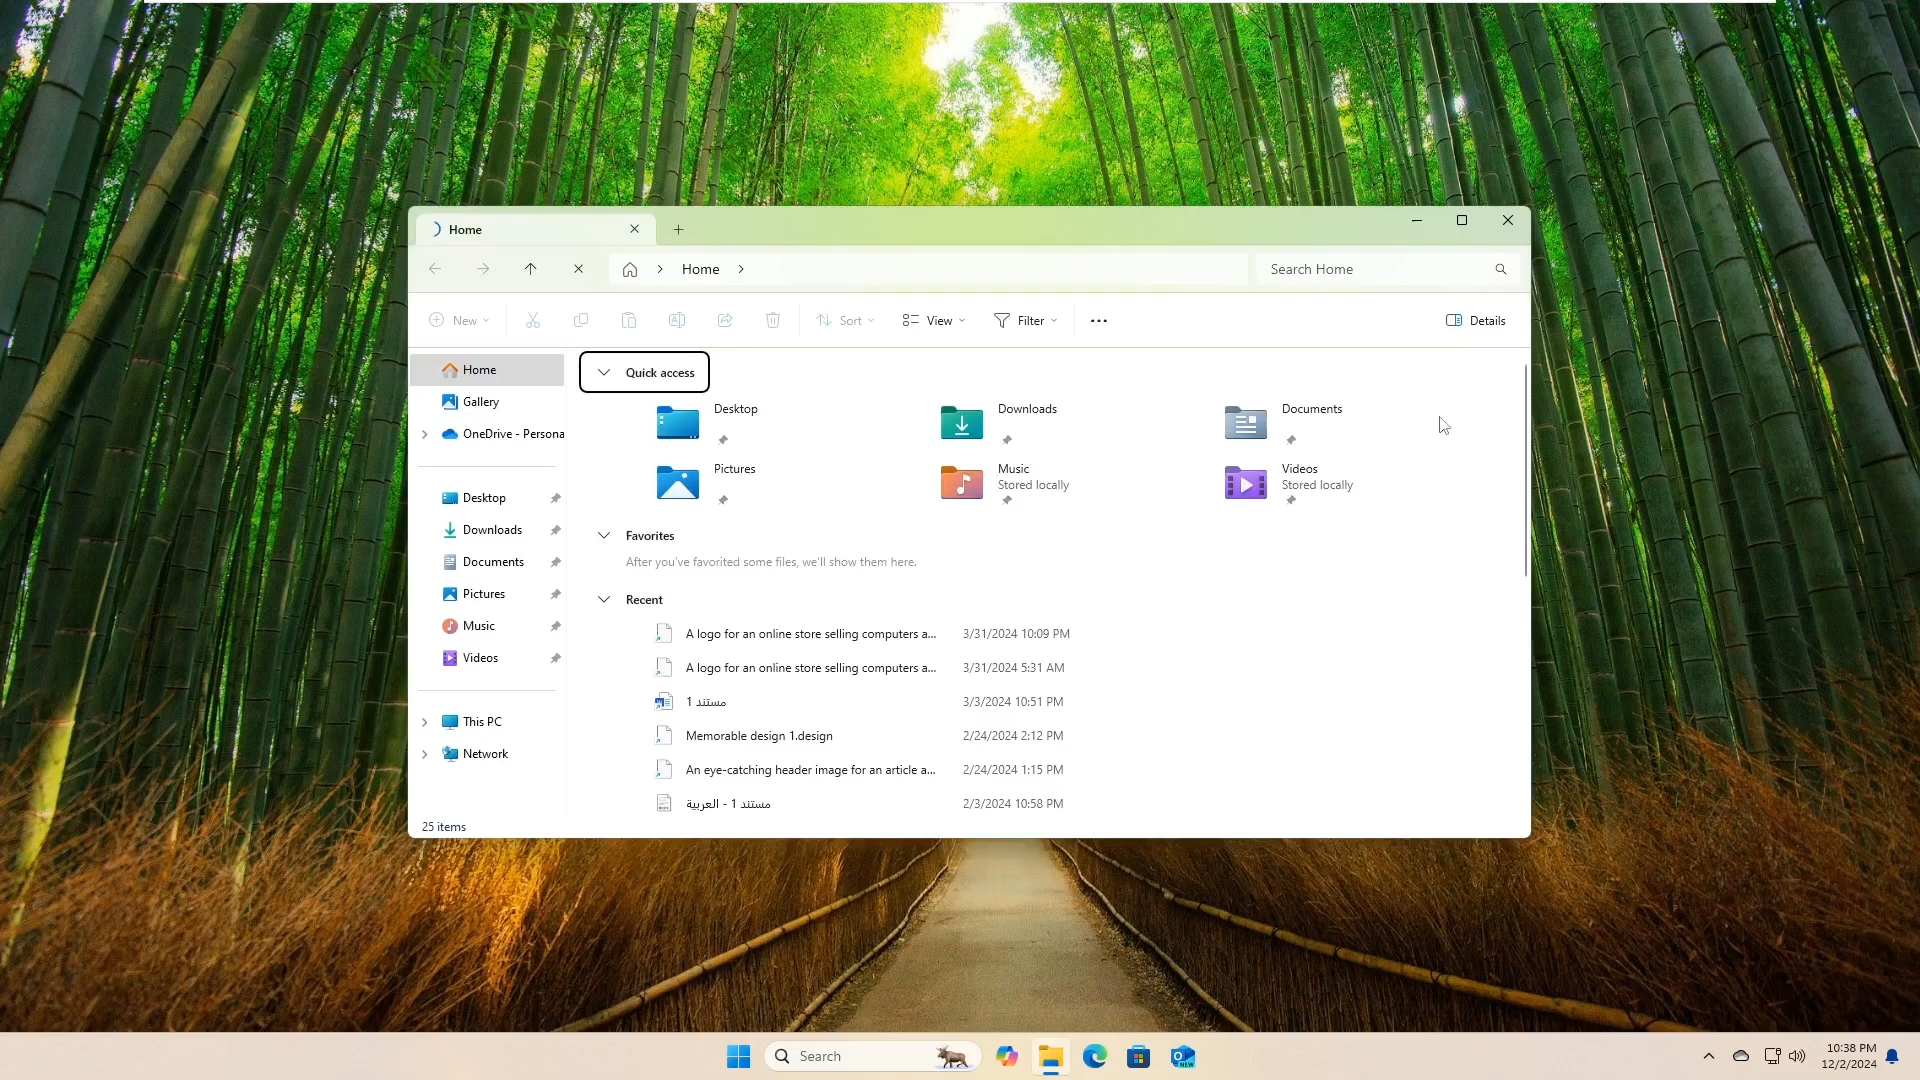 Home
Home
Search Home
New
Sort
View
Filter
Details
Home
Gallery
OneDrive - Persona
Desktop
Downloads
Documents
Pictures
Music
Videos
This PC
Network
Quick access
Desktop
Downloads
Documents
Pictures
Music
Stored locally
Videos
Stored locally
Favorites
After you've favorited some files, we'll show them here.
Recent
A logo for an online store selling computers a... 3/31/2024 10:09 PM
A logo for an online store selling computers a... 3/31/2024 5:31 AM
مستند 1 3/3/2024 10:51 PM
Memorable design 1.design 2/24/2024 2:12 PM
An eye-catching header image for an article a... 2/24/2024 1:15 PM
مستند 1 - العربية 2/3/2024 10:58 PM
25 items
Search
NEW
10:38 PM
12/2/2024